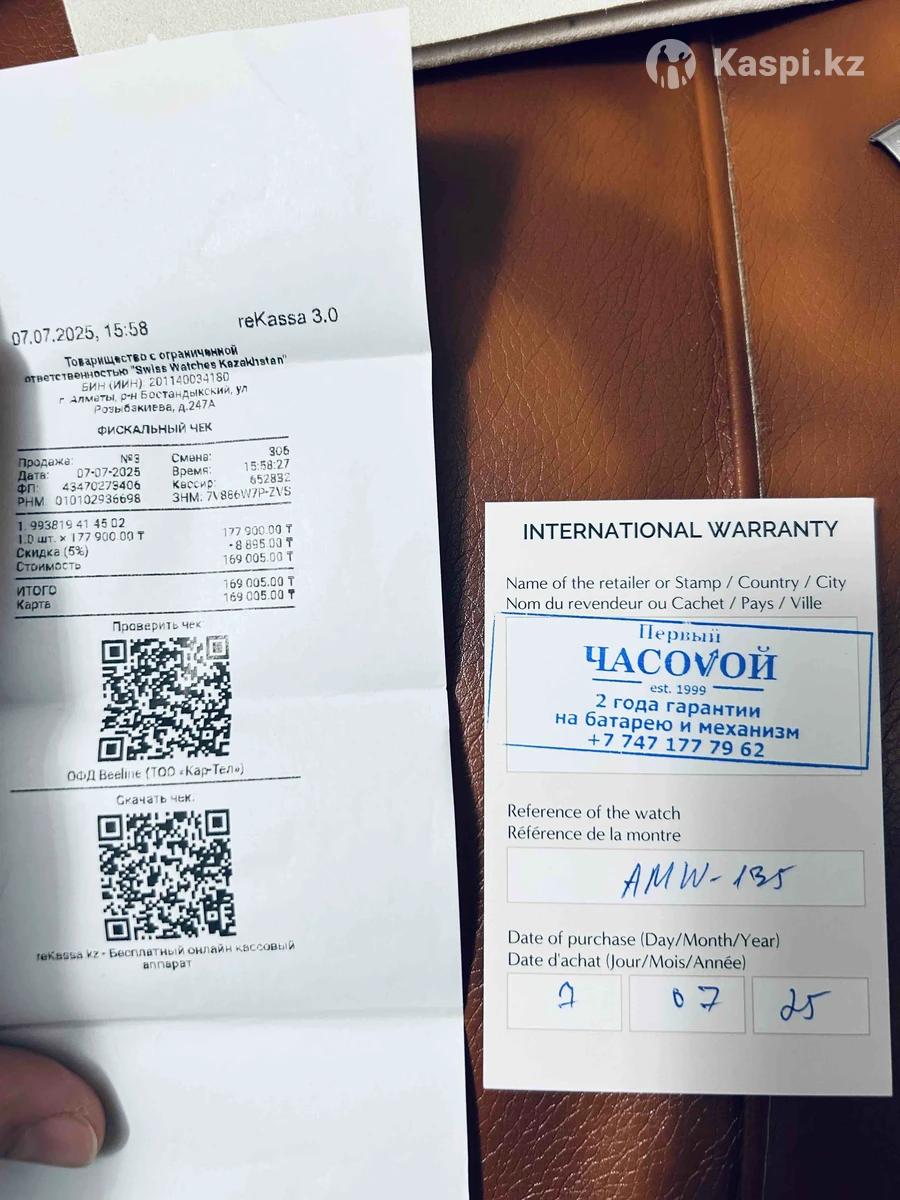 Kaspi.kz
07.07.2025, 15:58 reKassa 3.0
Товарищество с ограниченной
ответственностью "Swiss Watches Kazakhstan"
БИН (ИИН): 201140034180
г. Алматы, р-н Бостандыкский, ул
Розыбакиева, д.247А
ФИСКАЛЬНЫЙ ЧЕК
Продажа: №3 Смена: 306
Дата: 07-07-2025 Время: 15:58:27
ФП: 43470279406 Кассир: 652832
РНМ: 010102936698 ЗНМ: 7V886W7P-ZVS
1. 993819 41 45 02
1.0 шт. × 177 900.00 ₸ 177 900.00 ₸
Скидка (5%) -8 895.00 ₸
Стоимость 169 005.00 ₸
ИТОГО 169 005.00 ₸
Карта 169 005.00 ₸
Проверить чек:
ОФД Beeline (ТОО «Кар-Тел»)
Скачать чек:
reKassa.kz - Бесплатный онлайн кассовый
аппарат
INTERNATIONAL WARRANTY
Name of the retailer or Stamp / Country / City
Nom du revendeur ou Cachet / Pays / Ville
Первый
ЧАСОVОЙ
est. 1999
2 года гарантии
на батарею и механизм
+7 747 177 79 62
Reference of the watch
Référence de la montre
AMW-135
Date of purchase (Day/Month/Year)
Date d'achat (Jour/Mois/Année)
7 07 25